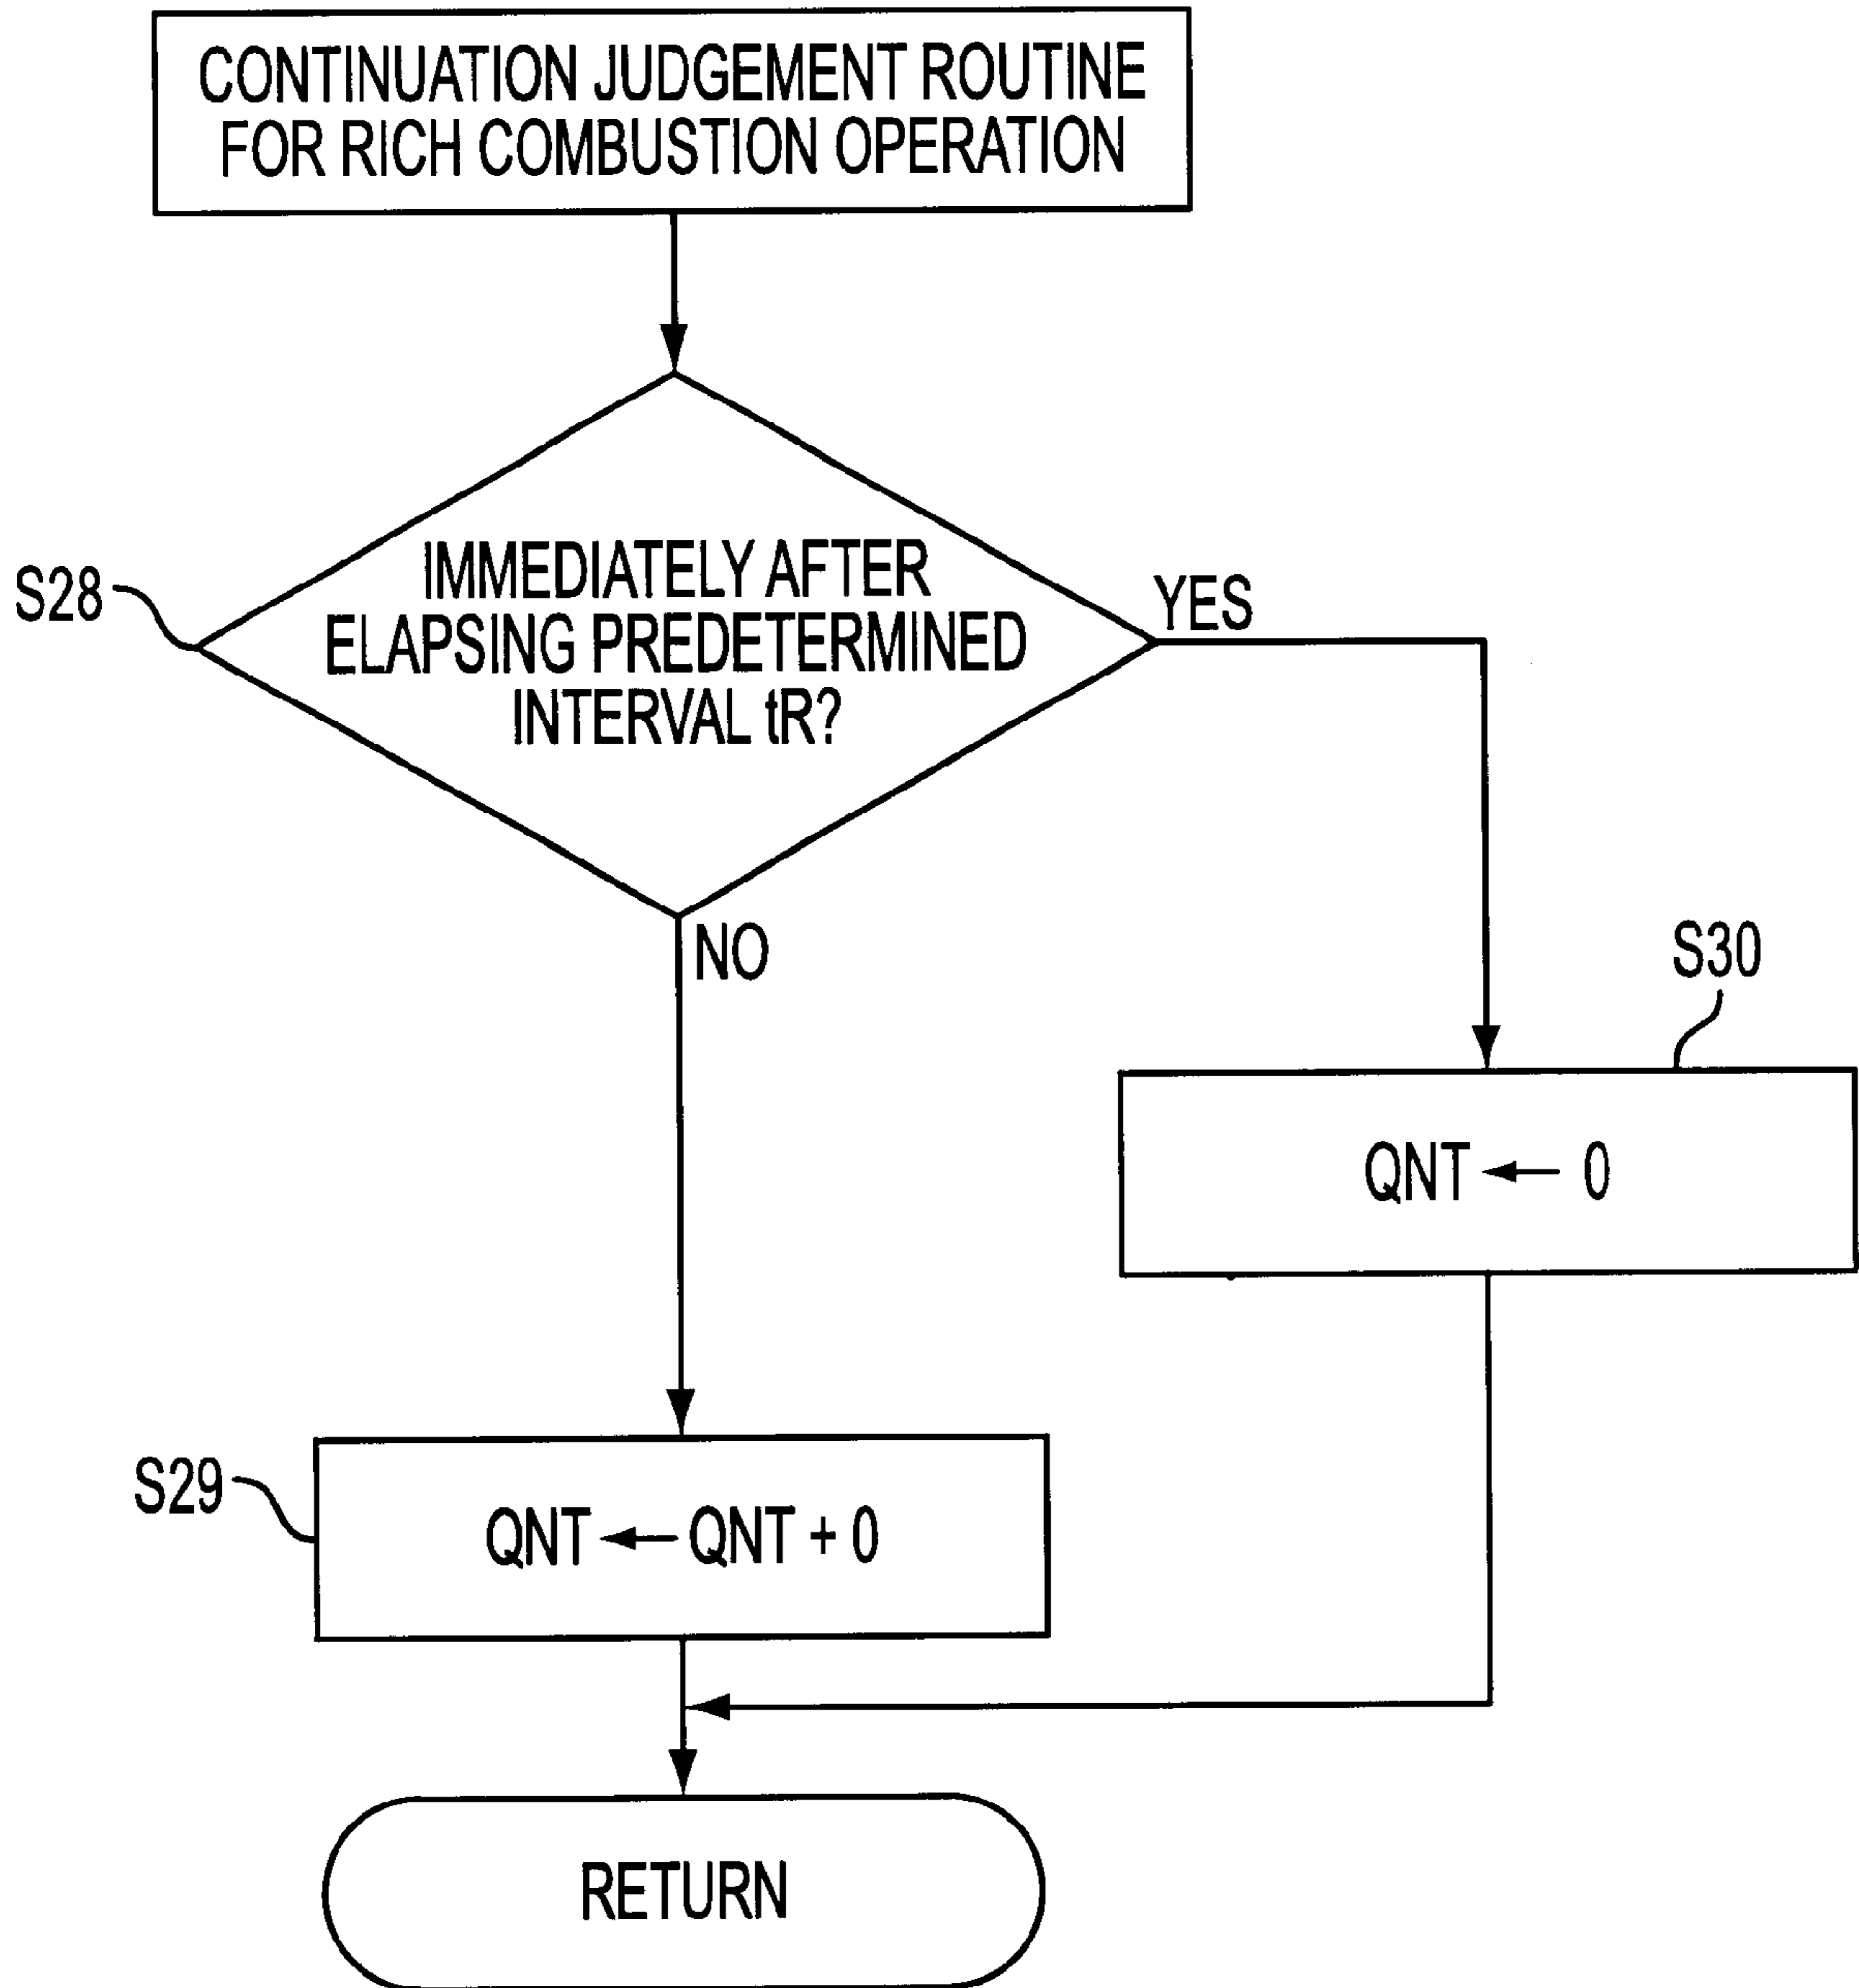 CONTINUATION JUDGEMENT ROUTINE
FOR RICH COMBUSTION OPERATION
S28
IMMEDIATELY AFTER
ELAPSING PREDETERMINED
INTERVAL tR?
YES
NO
S30
QNT ← 0
S29
QNT ← QNT + 0
RETURN